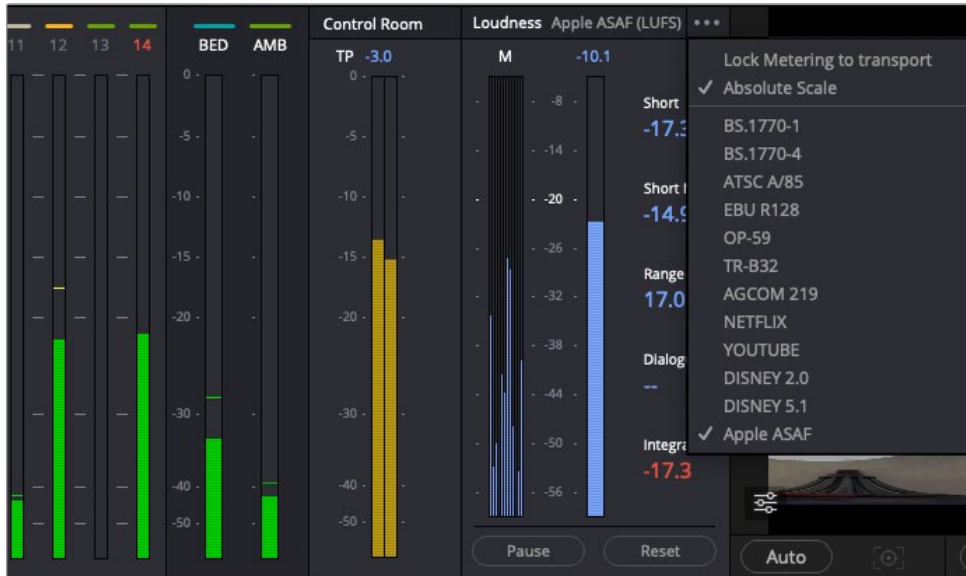 Control Room
Loudness Apple ASAF (LUFS)
11 12 13 14
BED AMB
TP -3.0
M -10.1
0 -
-5 -
-10 -
-15 -
-20 -
-30 -
-40 -
-50 -
0 -
-5 -
-10 -
-15 -
-20 -
-30 -
-40 -
-50 -
-8
-14
-20
-26
-32
-38
-44
-50
-56
Short
-17.3
Short
-14.9
Range
17.0
--
-17.3
Pause Reset
Lock Metering to transport
✓ Absolute Scale
BS.1770-1
BS.1770-4
ATSC A/85
EBU R128
OP-59
TR-B32
AGCOM 219
NETFLIX
YOUTUBE
DISNEY 2.0
DISNEY 5.1
✓ Apple ASAF
Auto